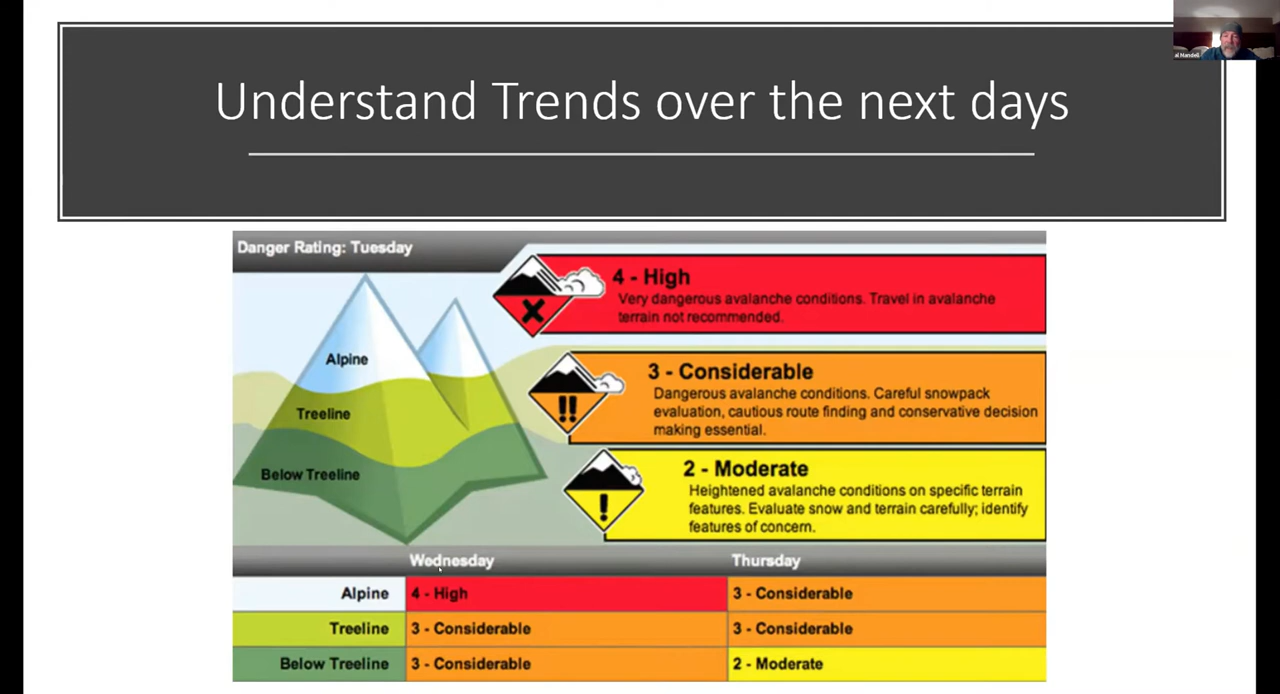 Understand Trends over the next days
al Nandell
Danger Rating: Tuesday
4 - High
Very dangerous avalanche conditions. Travel in avalanche
terrain not recommended.
Alpine
3 - Considerable
Dangerous avalanche conditions. Careful snowpack
evaluation, cautious route finding and conservative decision
making essential.
Treeline
2 - Moderate
Heightened avalanche conditions on specific terrain
features. Evaluate snow and terrain carefully; identify
features of concern.
Below Treeline
Wednesday Thursday
Alpine 4 - High 3 - Considerable
Treeline 3 - Considerable 3 - Considerable
Below Treeline 3 - Considerable 2 - Moderate